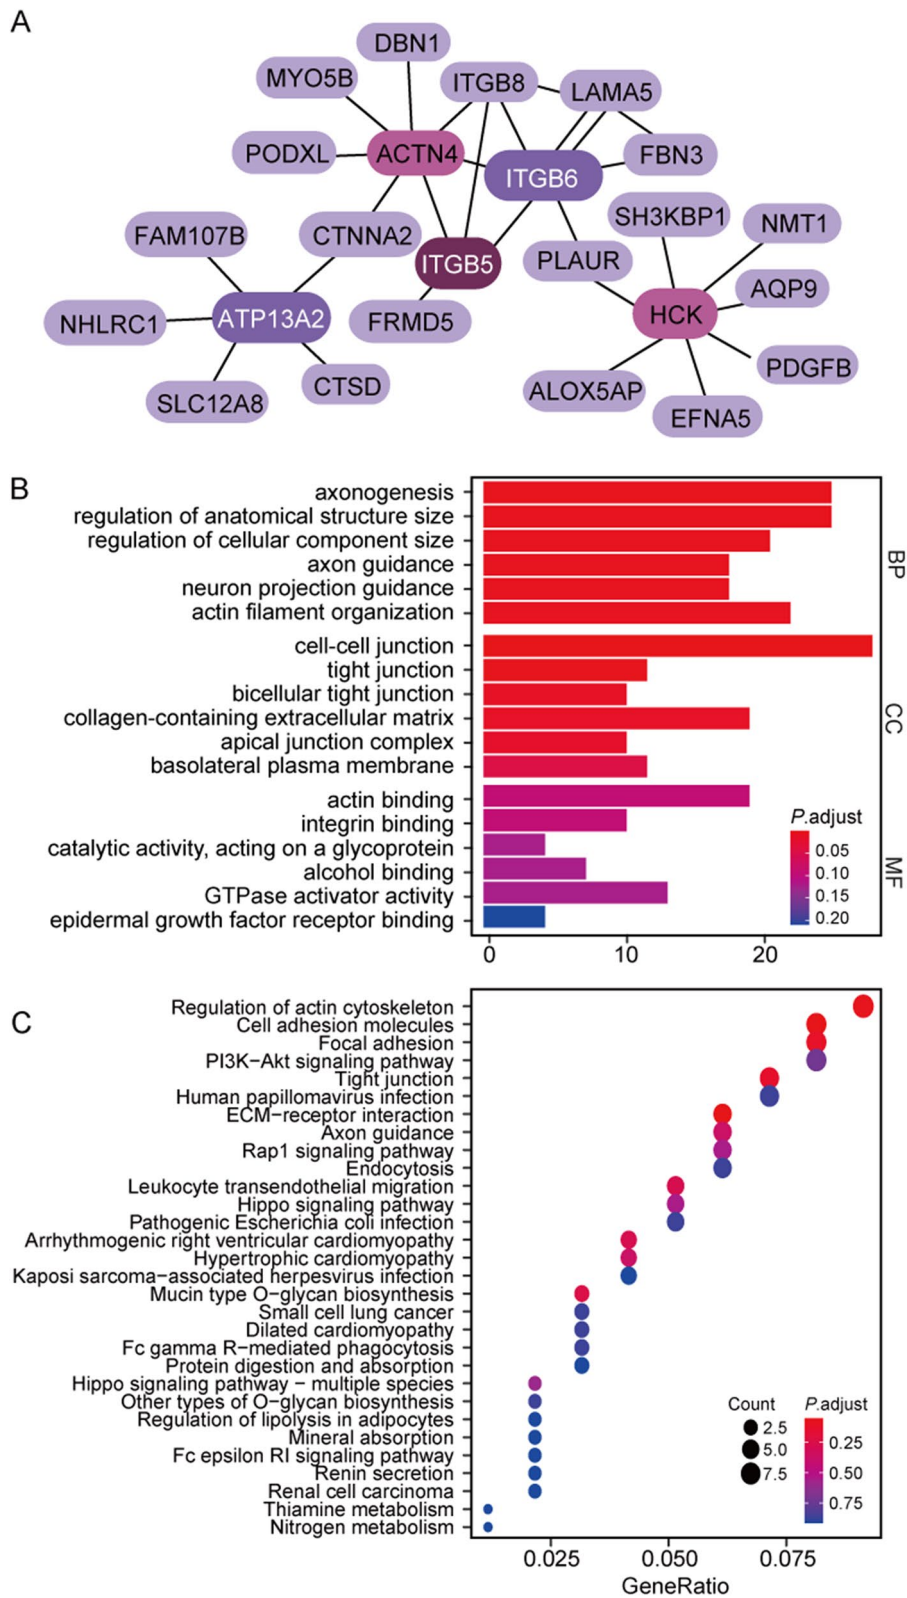 A
DBN1
MYO5B
ITGB8
LAMA5
PODXL
ACTN4
ITGB6
FBN3
SH3KBP1
NMT1
FAM107B
CTNNA2
ITGB5
PLAUR
AQP9
NHLRC1
ATP13A2
FRMD5
HCK
PDGFB
SLC12A8
CTSD
ALOX5AP
EFNA5
B
axonogenesis
regulation of anatomical structure size
regulation of cellular component size
axon guidance
neuron projection guidance
actin filament organization
BP
cell-cell junction
tight junction
bicellular tight junction
collagen-containing extracellular matrix
apical junction complex
basolateral plasma membrane
CC
actin binding
integrin binding
catalytic activity, acting on a glycoprotein
alcohol binding
GTPase activator activity
epidermal growth factor receptor binding
MF
P.adjust
0.05
0.10
0.15
0.20
0 10 20
C
Regulation of actin cytoskeleton
Cell adhesion molecules
Focal adhesion
PI3K−Akt signaling pathway
Tight junction
Human papillomavirus infection
ECM−receptor interaction
Axon guidance
Rap1 signaling pathway
Endocytosis
Leukocyte transendothelial migration
Hippo signaling pathway
Pathogenic Escherichia coli infection
Arrhythmogenic right ventricular cardiomyopathy
Hypertrophic cardiomyopathy
Kaposi sarcoma−associated herpesvirus infection
Mucin type O−glycan biosynthesis
Small cell lung cancer
Dilated cardiomyopathy
Fc gamma R−mediated phagocytosis
Protein digestion and absorption
Hippo signaling pathway − multiple species
Other types of O−glycan biosynthesis
Regulation of lipolysis in adipocytes
Mineral absorption
Fc epsilon RI signaling pathway
Renin secretion
Renal cell carcinoma
Thiamine metabolism
Nitrogen metabolism
Count
2.5
5.0
7.5
P.adjust
0.25
0.50
0.75
0.025 0.050 0.075
GeneRatio